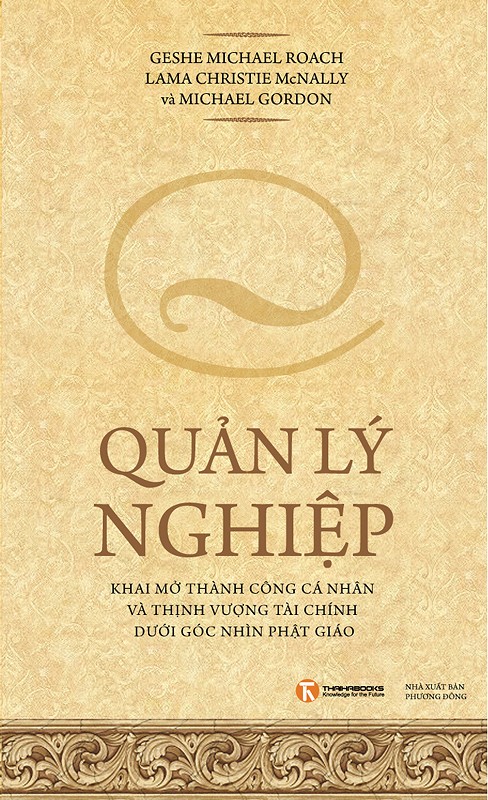 GESHE MICHAEL ROACH
LAMA CHRISTIE McNALLY
và MICHAEL GORDON
QUẢN LÝ
NGHIỆP
KHAI MỞ THÀNH CÔNG CÁ NHÂN
VÀ THỊNH VƯỢNG TÀI CHÍNH
DƯỚI GÓC NHÌN PHẬT GIÁO
THAIHABOOKS
Knowledge for the Future
NHÀ XUẤT BẢN
PHƯƠNG ĐÔNG